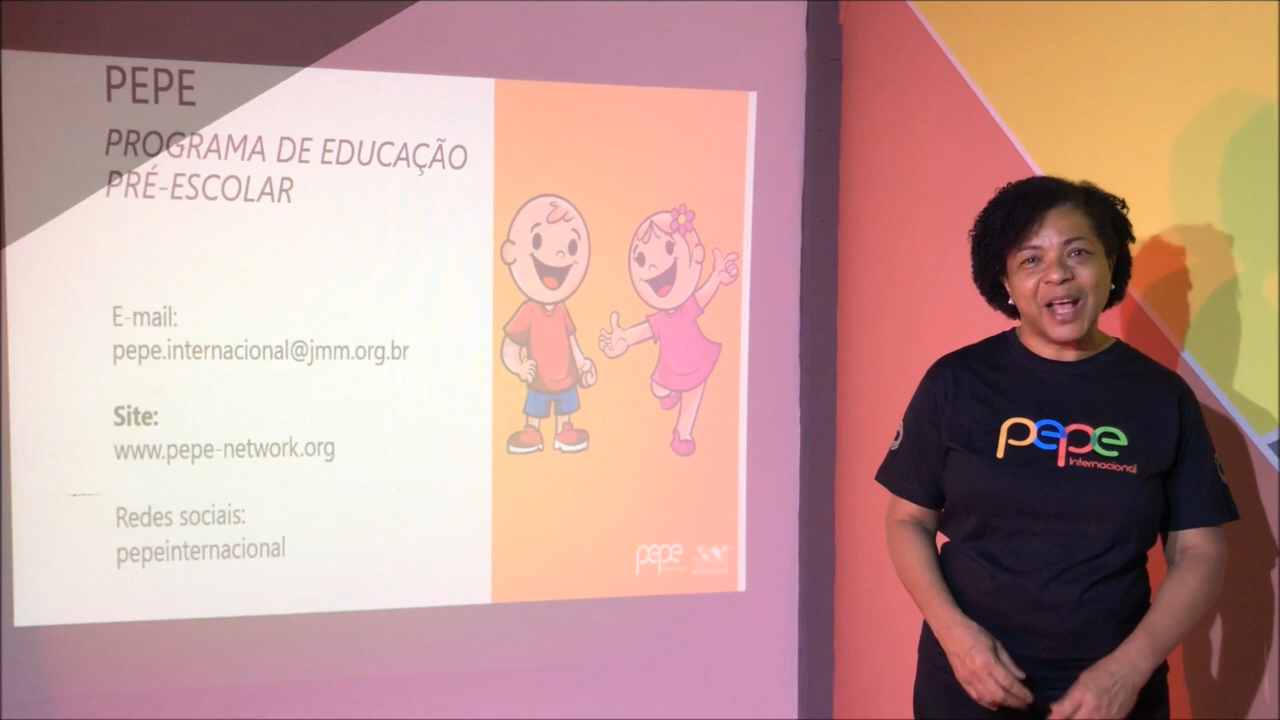 PEPE
PROGRAMA DE EDUCAÇÃO
PRÉ-ESCOLAR
E-mail:
pepe.internacional@jmm.org.br
Site:
www.pepe-network.org
Redes sociais:
pepeinternacional
pepe
pepe
internacional